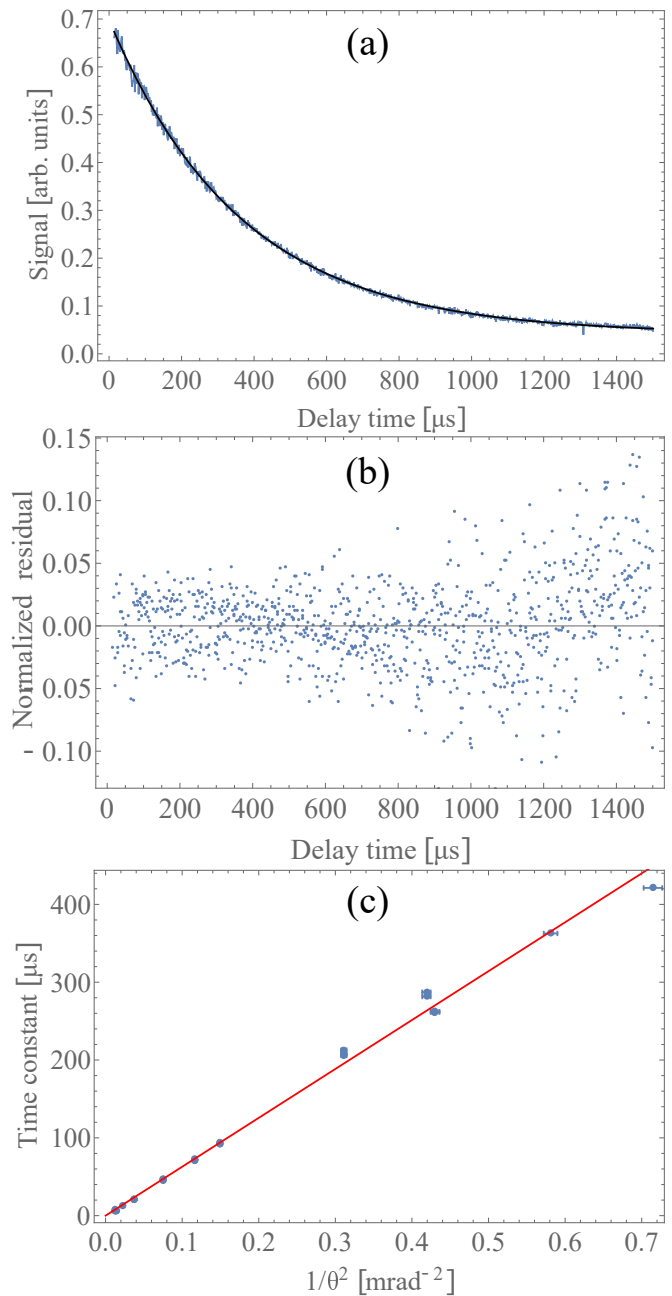 (a)
Signal [arb. units]
0.7
0.6
0.5
0.4
0.3
0.2
0.1
0.0
0 200 400 600 800 1000 1200 1400
Delay time [μs]
(b)
Normalized residual
0.15
0.10
0.05
0.00
0.05
- 0.10
0 200 400 600 800 1000 1200 1400
Delay time [μs]
(c)
Time constant [μs]
400
300
200
100
0
0.0 0.1 0.2 0.3 0.4 0.5 0.6 0.7
1/θ² [mrad⁻²]